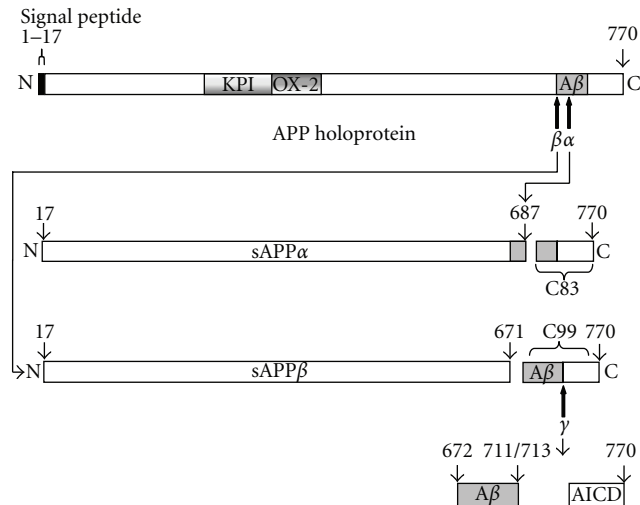 Signal peptide
1–17 770
N KPI OX-2 Aβ C
APP holoprotein βα
17 687 770
N sAPPα C
C83
17 671 C99 770
N sAPPβ Aβ C
γ
672 711/713 770
Aβ AICD